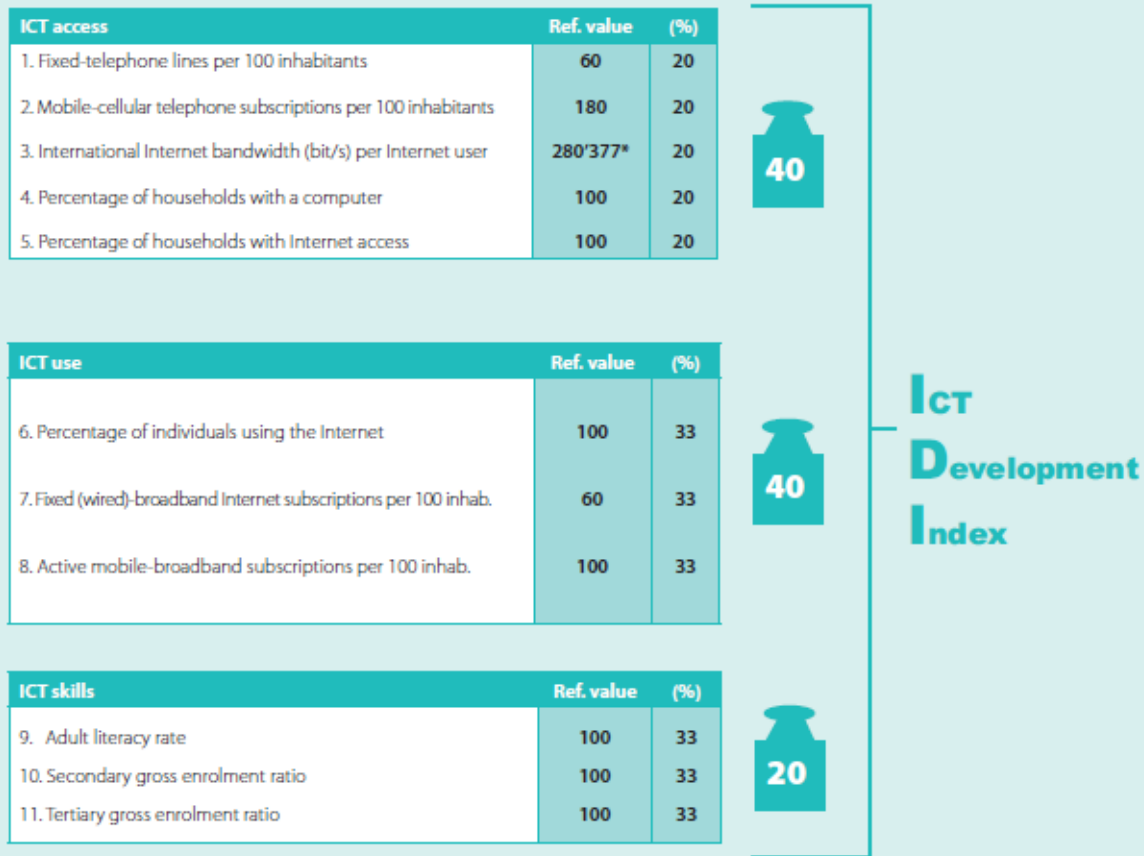 ICT access Ref. value (%)
1. Fixed-telephone lines per 100 inhabitants 60 20
2. Mobile-cellular telephone subscriptions per 100 inhabitants 180 20
3. International Internet bandwidth (bit/s) per Internet user 280'377* 20
4. Percentage of households with a computer 100 20
5. Percentage of households with Internet access 100 20
40
ICT use Ref. value (%)
6. Percentage of individuals using the Internet 100 33
7. Fixed (wired)-broadband Internet subscriptions per 100 inhab. 60 33
8. Active mobile-broadband subscriptions per 100 inhab. 100 33
40
ICT skills Ref. value (%)
9. Adult literacy rate 100 33
10. Secondary gross enrolment ratio 100 33
11. Tertiary gross enrolment ratio 100 33
20
ICT
Development
Index